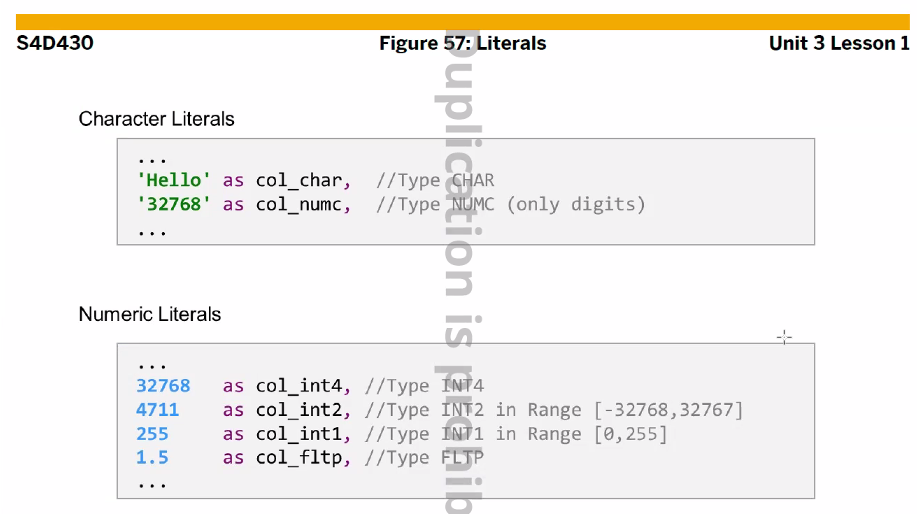 S4D430 Figure 57: Literals Unit 3 Lesson 1
Character Literals
...
'Hello' as col_char, //Type CHAR
'32768' as col_numc, //Type NUMC (only digits)
...
Numeric Literals
...
32768 as col_int4, //Type INT4
4711 as col_int2, //Type INT2 in Range [-32768,32767]
255 as col_int1, //Type INT1 in Range [0,255]
1.5 as col_fltp, //Type FLTP
...
Duplication is prohib